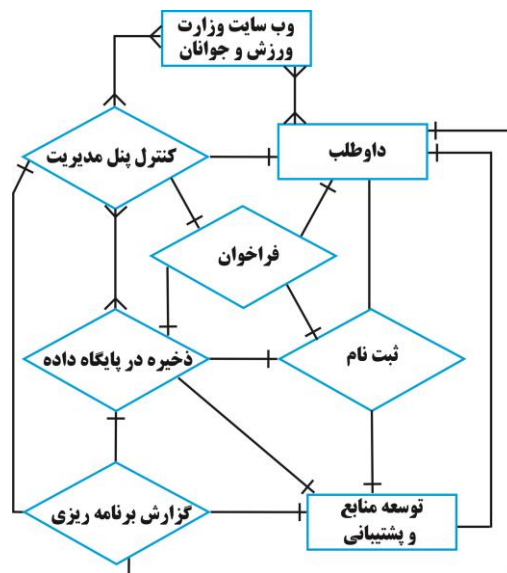 وب سایت وزارت
ورزش و جوانان
کنترل پنل مدیریت
داوطلب
فراخوان
ذخیره در پایگاه داده
ثبت نام
گزارش برنامه ریزی
توسعه منابع
و پشتیبانی